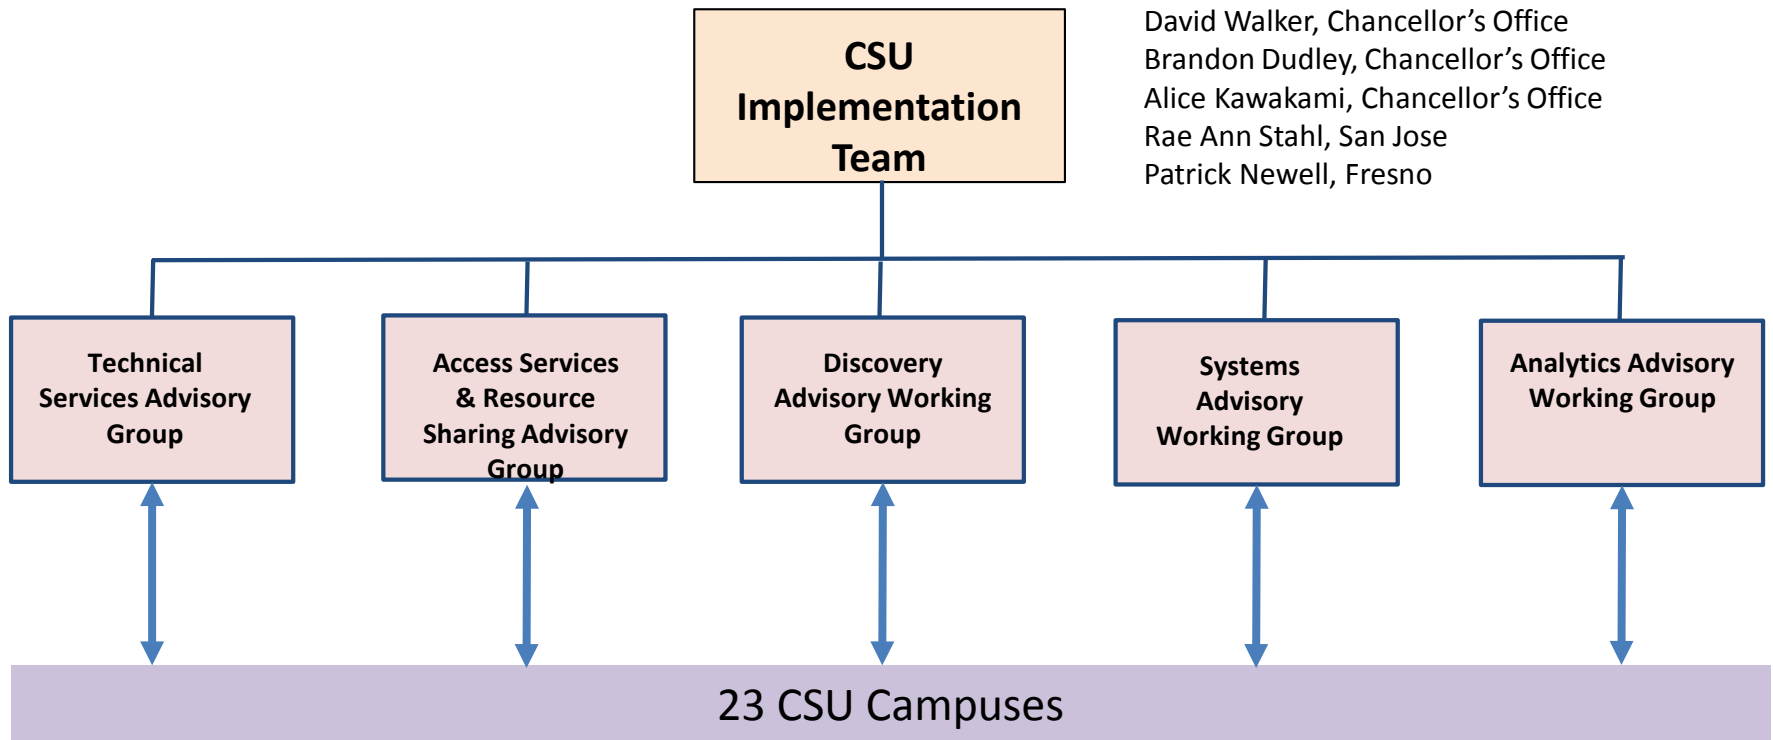 CSU
Implementation
Team
David Walker, Chancellor’s Office
Brandon Dudley, Chancellor’s Office
Alice Kawakami, Chancellor’s Office
Rae Ann Stahl, San Jose
Patrick Newell, Fresno
Technical
Services Advisory
Group
Access Services
& Resource
Sharing Advisory
Group
Discovery
Advisory Working
Group
Systems
Advisory
Working Group
Analytics Advisory
Working Group
23 CSU Campuses